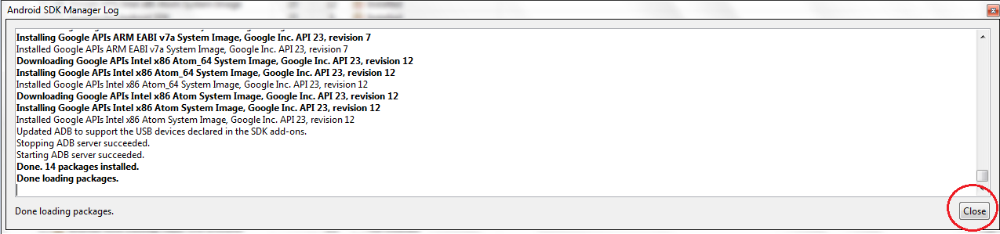 Android SDK Manager Log
Installing Google APIs ARM EABI v7a System Image, Google Inc. API 23, revision 7
Installed Google APIs ARM EABI v7a System Image, Google Inc. API 23, revision 7
Downloading Google APIs Intel x86 Atom_64 System Image, Google Inc. API 23, revision 12
Installing Google APIs Intel x86 Atom_64 System Image, Google Inc. API 23, revision 12
Installed Google APIs Intel x86 Atom_64 System Image, Google Inc. API 23, revision 12
Downloading Google APIs Intel x86 Atom System Image, Google Inc. API 23, revision 12
Installing Google APIs Intel x86 Atom System Image, Google Inc. API 23, revision 12
Installed Google APIs Intel x86 Atom System Image, Google Inc. API 23, revision 12
Updated ADB to support the USB devices declared in the SDK add-ons.
Stopping ADB server succeeded.
Starting ADB server succeeded.
Done. 14 packages installed.
Done loading packages.
Done loading packages.
Close